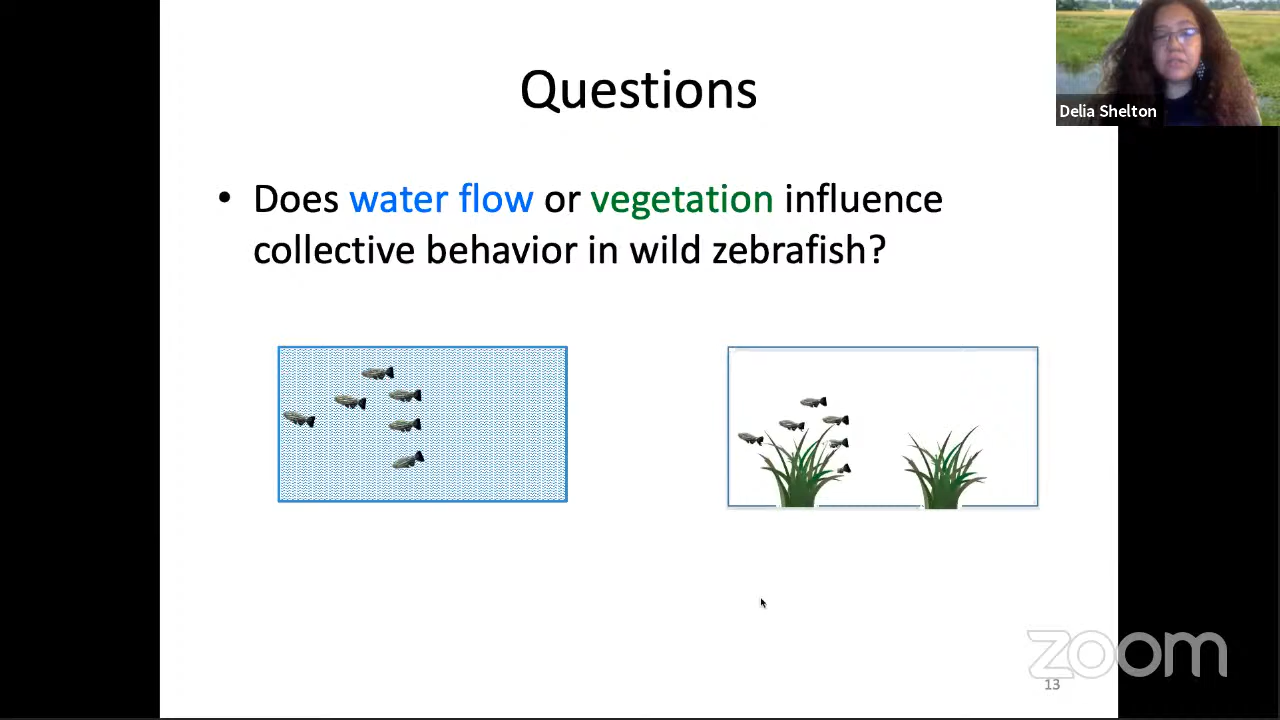 Questions
Delia Shelton
• Does water flow or vegetation influence
collective behavior in wild zebrafish?
zoom
13